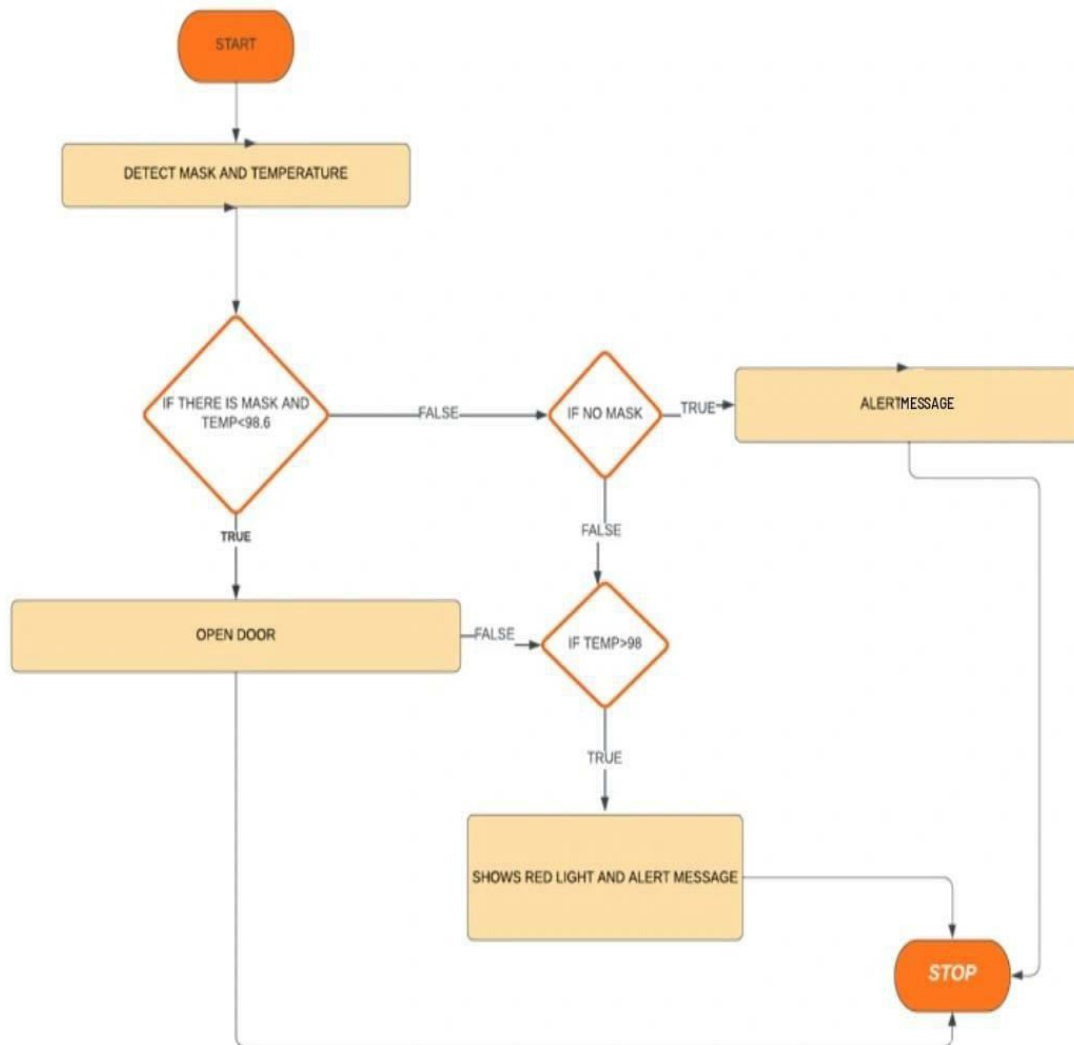 START
DETECT MASK AND TEMPERATURE
IF THERE IS MASK AND
TEMP<98.6
FALSE
IF NO MASK
TRUE
ALERTMESSAGE
TRUE
FALSE
OPEN DOOR
FALSE
IF TEMP>98
TRUE
SHOWS RED LIGHT AND ALERT MESSAGE
STOP